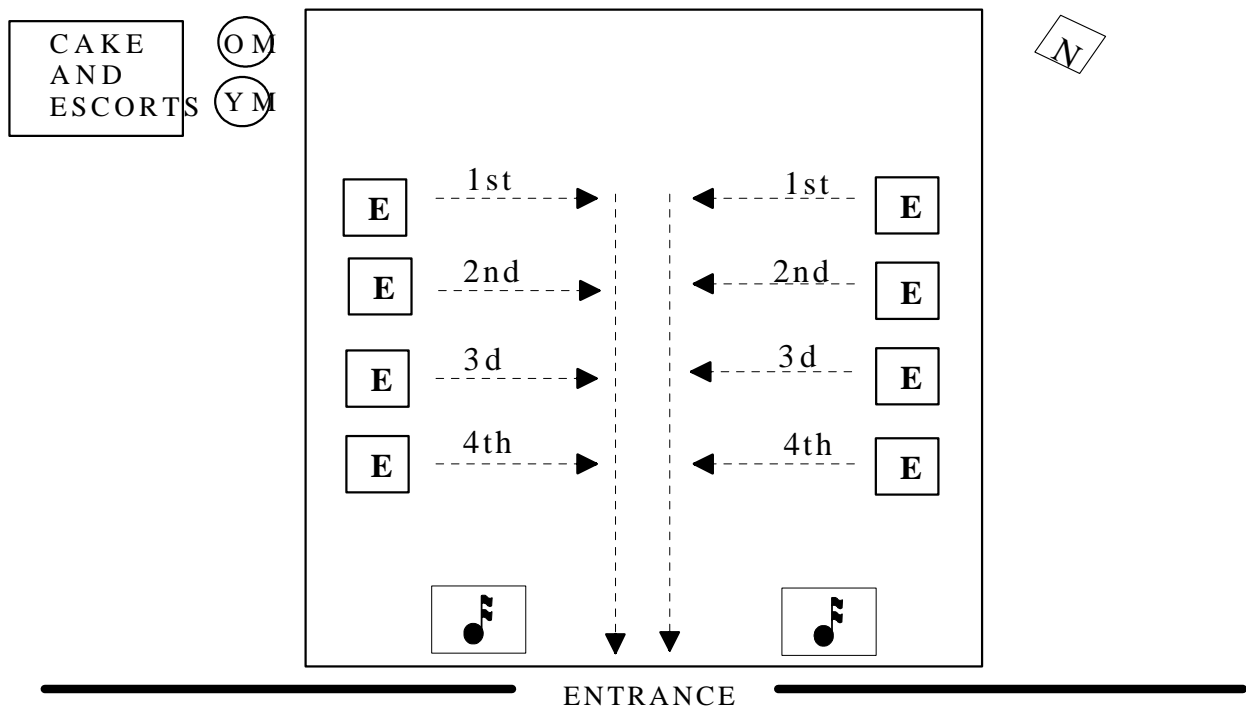 CAKE
AND
ESCORTS
OM
YM
N
1st 1st
E E
2nd 2nd
E E
3d 3d
E E
4th 4th
E E
ENTRANCE